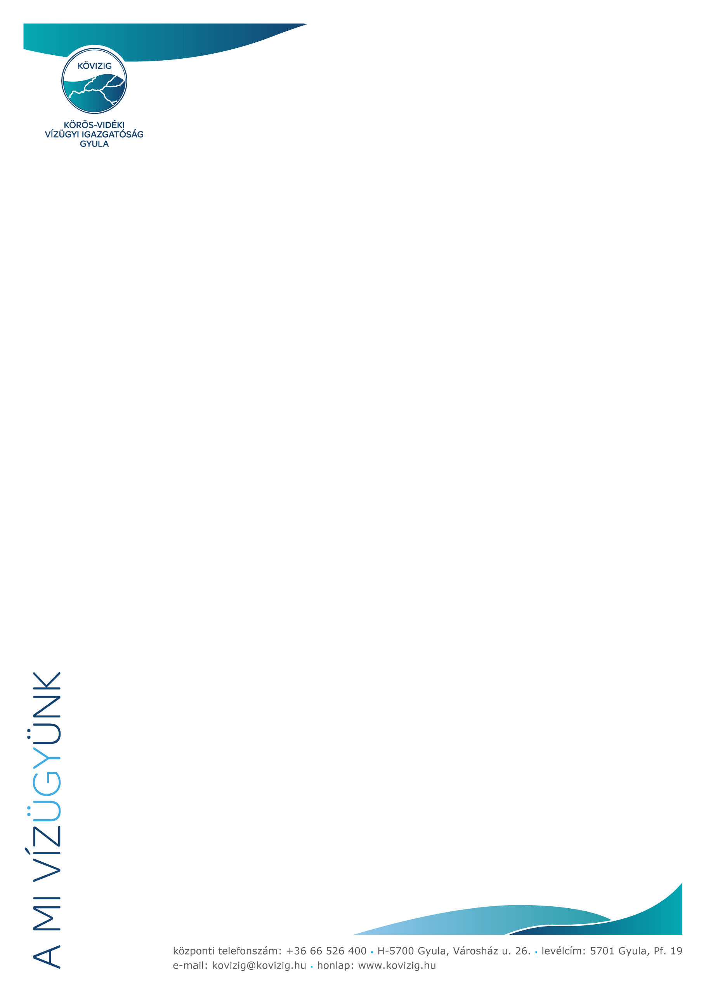 KÖVIZIG
KÖRÖS-VIDÉKI
VÍZÜGYI IGAZGATÓSÁG
GYULA
A MI VÍZÜGYÜNK
központi telefonszám: +36 66 526 400 ▪ H-5700 Gyula, Városház u. 26. ▪ levélcím: 5701 Gyula, Pf. 19
e-mail: kovizig@kovizig.hu ▪ honlap: www.kovizig.hu